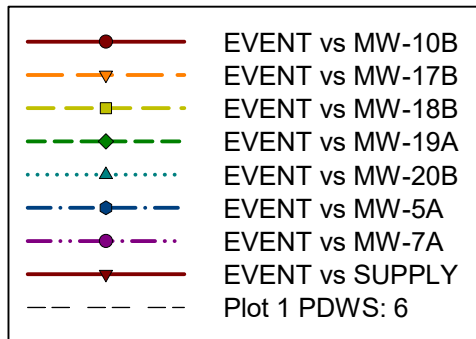 EVENT vs MW-10B
EVENT vs MW-17B
EVENT vs MW-18B
EVENT vs MW-19A
EVENT vs MW-20B
EVENT vs MW-5A
EVENT vs MW-7A
EVENT vs SUPPLY
Plot 1 PDWS: 6